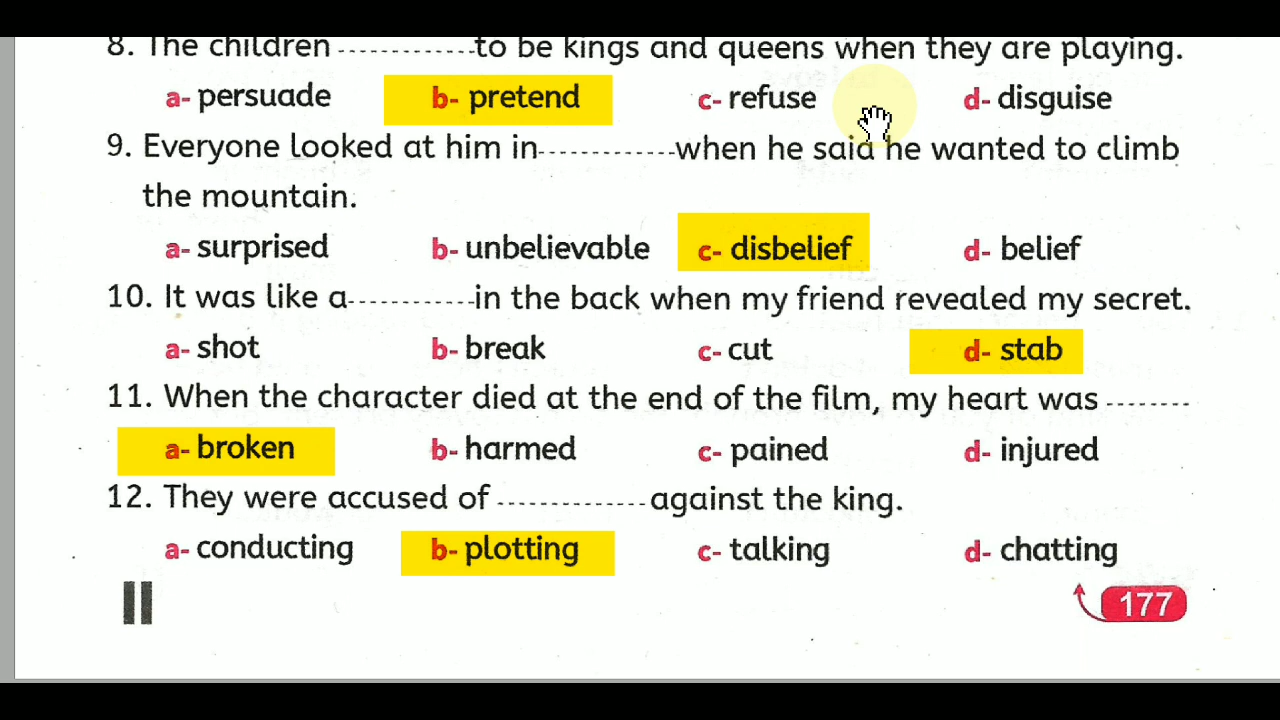 8. The children .............to be kings and queens when they are playing.
a- persuade b- pretend c- refuse d- disguise
9. Everyone looked at him in.............when he said he wanted to climb
the mountain.
a- surprised b- unbelievable c- disbelief d- belief
10. It was like a............in the back when my friend revealed my secret.
a- shot b- break c- cut d- stab
11. When the character died at the end of the film, my heart was ........
a- broken b- harmed c- pained d- injured
12. They were accused of ..............against the king.
a- conducting b- plotting c- talking d- chatting
177